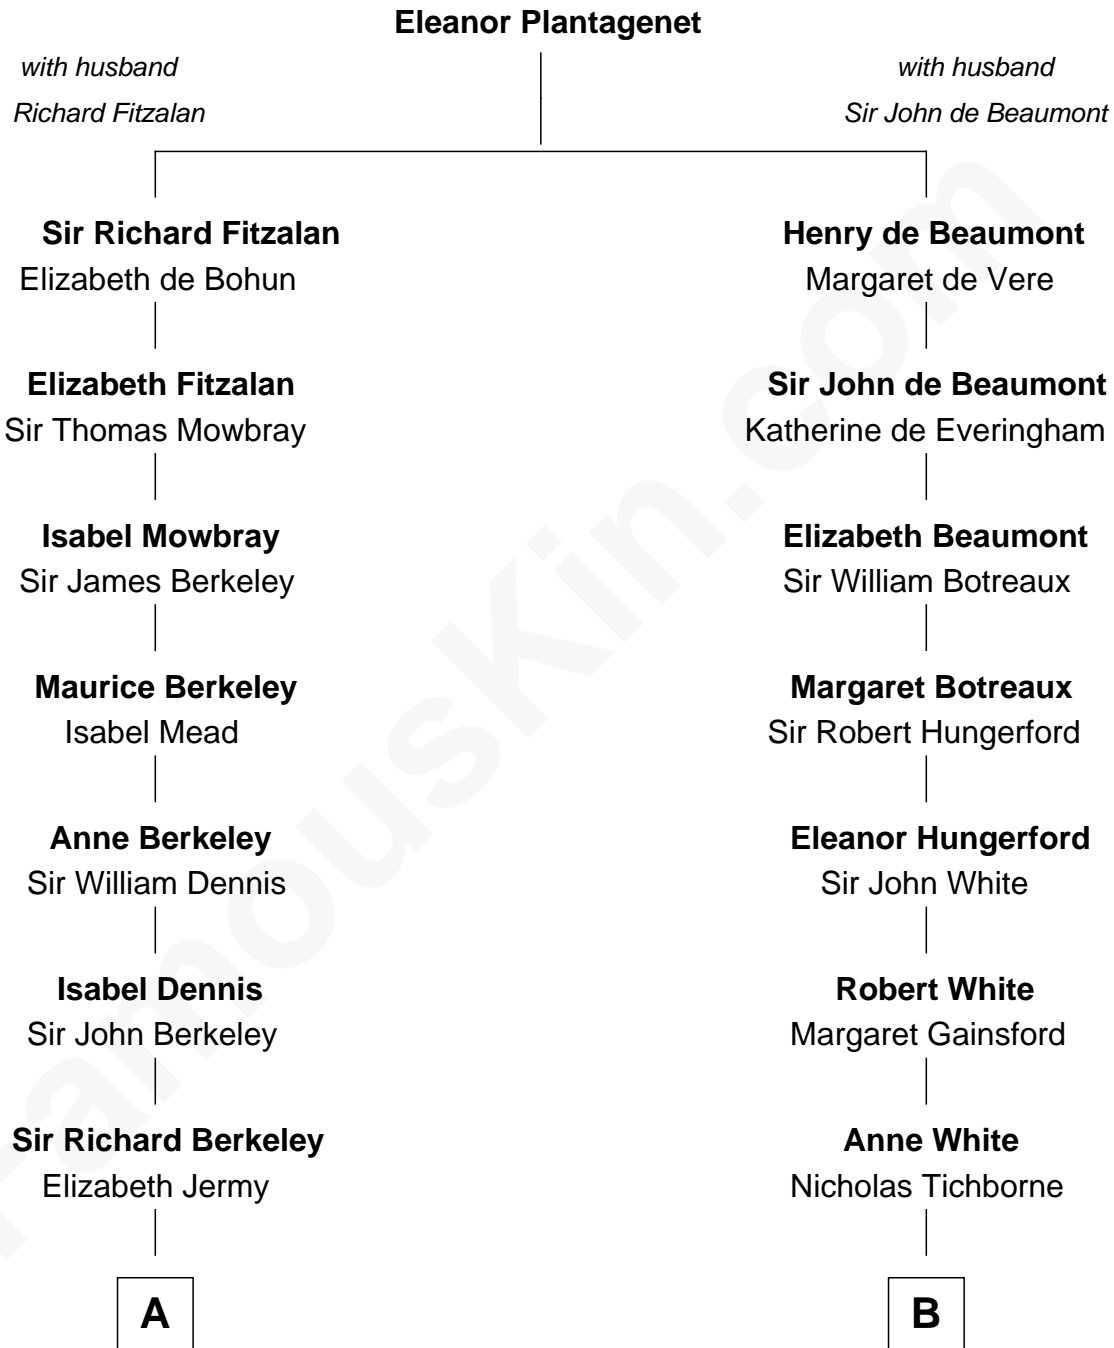 Eleanor Plantagenet
with husband
Richard Fitzalan
with husband
Sir John de Beaumont
Sir Richard Fitzalan
Elizabeth de Bohun
Henry de Beaumont
Margaret de Vere
Elizabeth Fitzalan
Sir Thomas Mowbray
Sir John de Beaumont
Katherine de Everingham
Isabel Mowbray
Sir James Berkeley
Elizabeth Beaumont
Sir William Botreaux
Maurice Berkeley
Isabel Mead
Margaret Botreaux
Sir Robert Hungerford
Anne Berkeley
Sir William Dennis
Eleanor Hungerford
Sir John White
Isabel Dennis
Sir John Berkeley
Robert White
Margaret Gainsford
Sir Richard Berkeley
Elizabeth Jermy
Anne White
Nicholas Tichborne
A
B
FamousKin.com